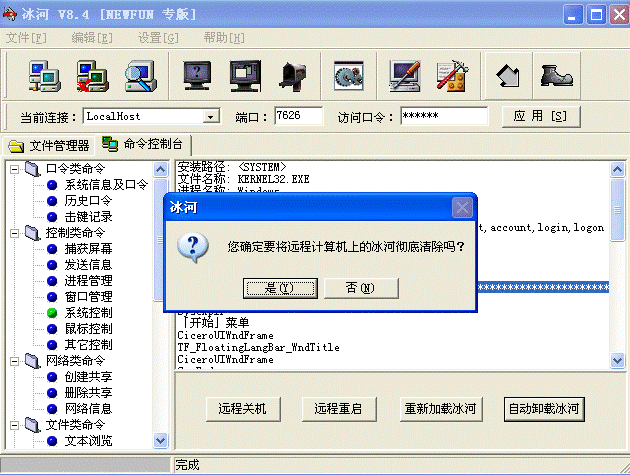 冰河 V8.4 [NEWFUN 专版]
文件[F] 编辑[E] 设置[G] 帮助[H]
当前连接： LocalHost 端口： 7626 访问口令： ****** 应 用 [S]
文件管理器 命令控制台
口令类命令
系统信息及口令
历史口令
击键记录
控制类命令
捕获屏幕
发送信息
进程管理
窗口管理
系统控制
鼠标控制
其它控制
网络类命令
创建共享
删除共享
网络信息
文件类命令
文本浏览
安装路径: <SYSTEM>
文件名称: KERNEL32.EXE
进程名称: Windows
t,account,login,logon
冰河
您确定要将远程计算机上的冰河彻底清除吗？
是(Y) 否(N)
「开始」菜单
CiceroUIWndFrame
TF_FloatingLangBar_WndTitle
CiceroUIWndFrame
远程关机 远程重启 重新加载冰河 自动卸载冰河
完成